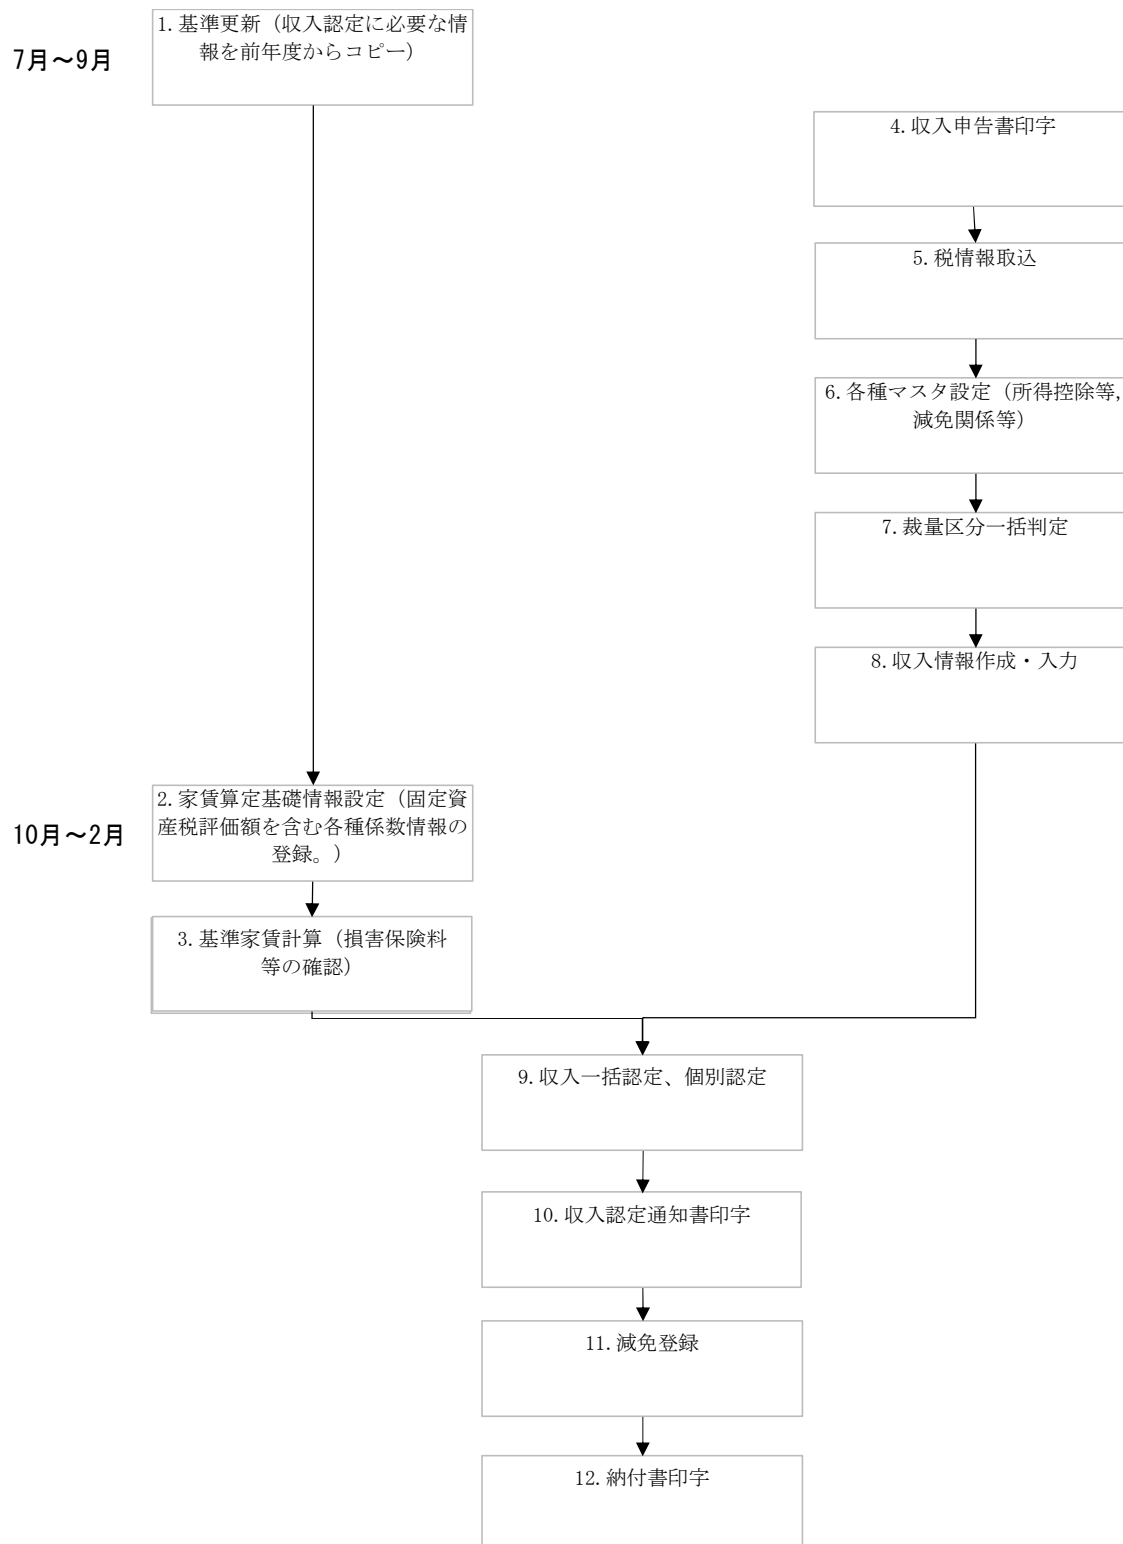 7月～9月
1.基準更新（収入認定に必要な情
報を前年度からコピー）
4.収入申告書印字
5.税情報取込
6.各種マスタ設定（所得控除等,
減免関係等）
7.裁量区分一括判定
8.収入情報作成・入力
10月～2月
2.家賃算定基礎情報設定（固定資
産税評価額を含む各種係数情報の
登録。）
3.基準家賃計算（損害保険料
等の確認）
9.収入一括認定、個別認定
10.収入認定通知書印字
11.減免登録
12.納付書印字